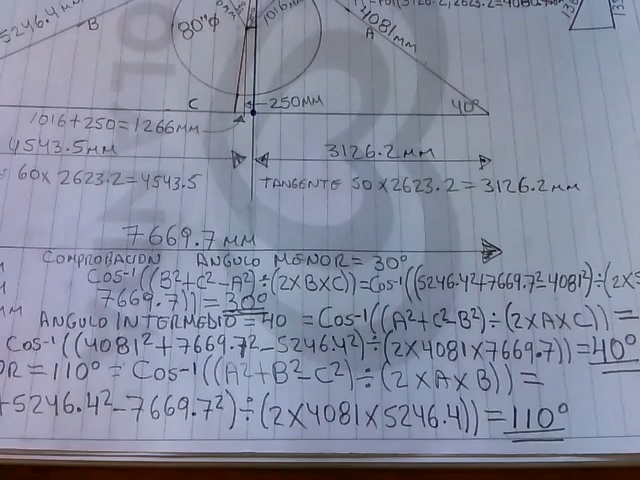 5246.4 MM
B
80"Ø
1016MM
4081MM
A
C
250MM
40°
1016+250=1266MM
4543.5MM
3126.2MM
60x2623.2=4543.5
TANGENTE 50x2623.2=3126.2MM
7669.7MM
COMPROBACION ANGULO MENOR= 30°
COS⁻¹((B²+C²-A²)÷(2XBXC))=COS⁻¹((5246.4²+7669.7²-4081²)÷(2X5
7669.7))=30°
ANGULO INTERMEDIO=40 =COS⁻¹((A²+C²-B²)÷(2XAXC))=
COS⁻¹((4081²+7669.7²-5246.4²)÷(2X4081X7669.7))=40°
OR=110°=COS⁻¹((A²+B²-C²)÷(2XAXB))=
+5246.4²-7669.7²)÷(2X4081X5246.4))=110°